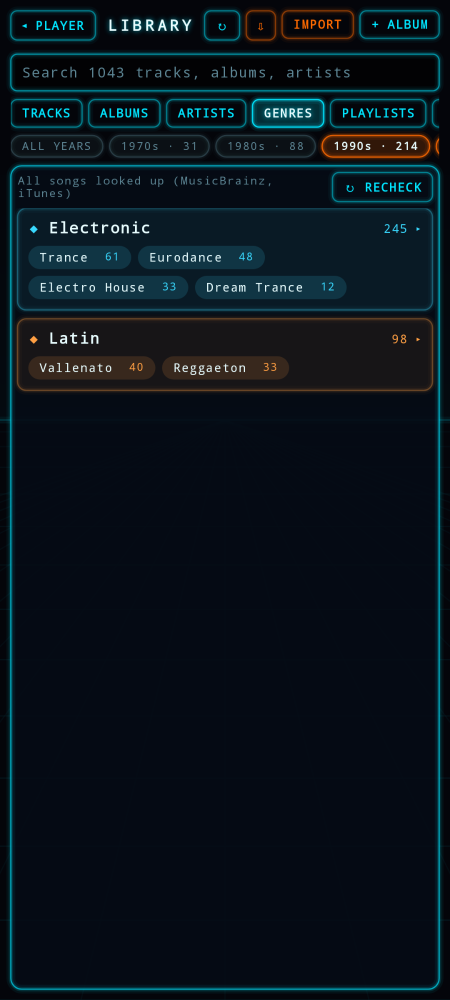 ◂ PLAYER LIBRARY ↻ ⇩ IMPORT + ALBUM
Search 1043 tracks, albums, artists
TRACKS ALBUMS ARTISTS GENRES PLAYLISTS
ALL YEARS 1970s · 31 1980s · 88 1990s · 214
All songs looked up (MusicBrainz,
iTunes)
↻ RECHECK
◆ Electronic 245 ▸
Trance 61 Eurodance 48
Electro House 33 Dream Trance 12
◆ Latin 98 ▸
Vallenato 40 Reggaeton 33